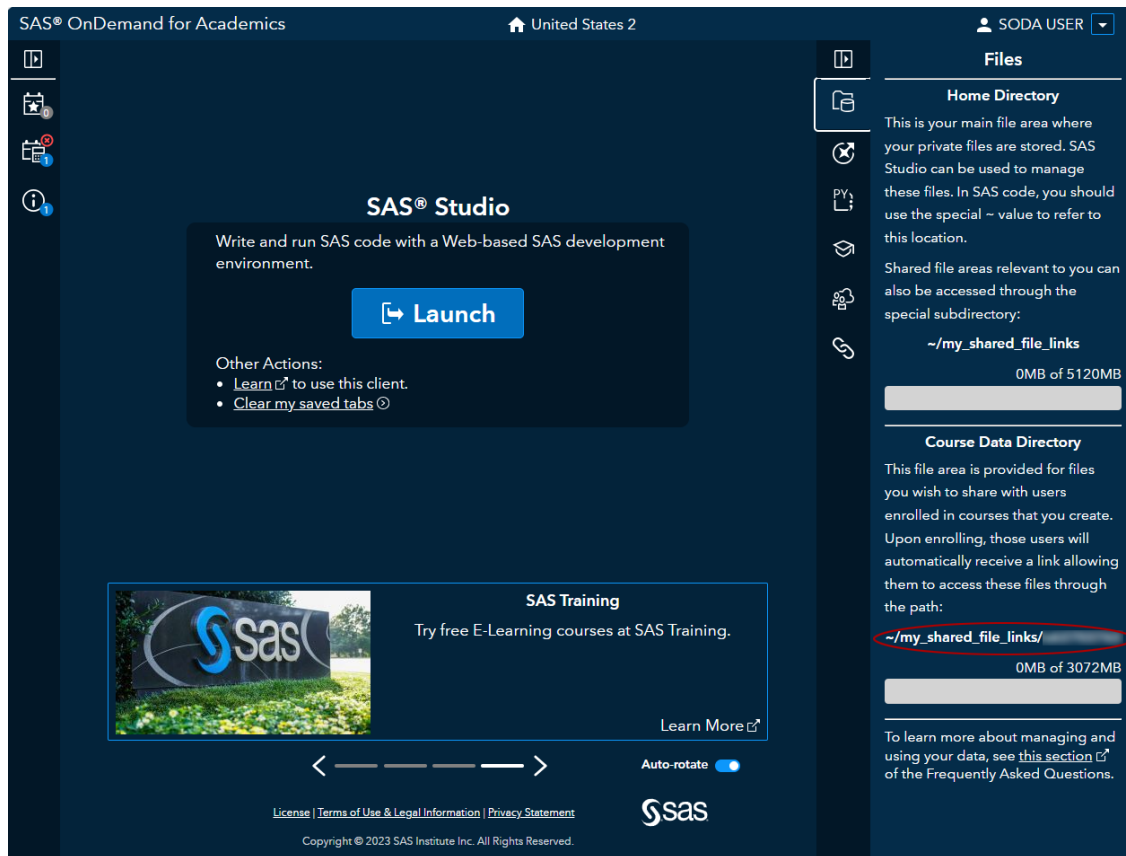 SAS® OnDemand for Academics
United States 2
SODA USER
0
1
1
SAS® Studio
Write and run SAS code with a Web-based SAS development
environment.
Launch
Other Actions:
• Learn to use this client.
• Clear my saved tabs
sas
SAS Training
Try free E-Learning courses at SAS Training.
Learn More
Auto-rotate
License | Terms of Use & Legal Information | Privacy Statement
sas
Copyright © 2023 SAS Institute Inc. All Rights Reserved.
PY
Files
Home Directory
This is your main file area where
your private files are stored. SAS
Studio can be used to manage
these files. In SAS code, you should
use the special ~ value to refer to
this location.
Shared file areas relevant to you can
also be accessed through the
special subdirectory:
~/my_shared_file_links
0MB of 5120MB
Course Data Directory
This file area is provided for files
you wish to share with users
enrolled in courses that you create.
Upon enrolling, those users will
automatically receive a link allowing
them to access these files through
the path:
~/my_shared_file_links/
0MB of 3072MB
To learn more about managing and
using your data, see this section
of the Frequently Asked Questions.